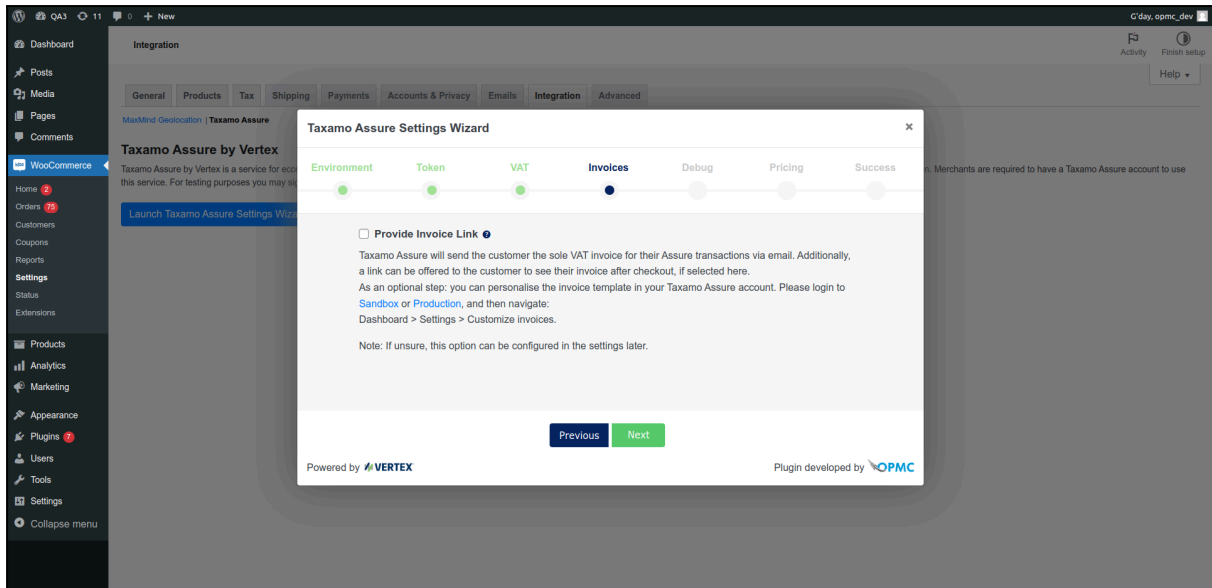 QA3 11 0 New
G'day, opmc_dev
Dashboard
Posts
Media
Pages
Comments
WooCommerce
Home 2
Orders 75
Customers
Coupons
Reports
Settings
Status
Extensions
Products
Analytics
Marketing
Appearance
Plugins 7
Users
Tools
Settings
Collapse menu
Integration
Activity Finish setup
Help
General Products Tax Shipping Payments Accounts & Privacy Emails Integration Advanced
MaxMind Geolocation | Taxamo Assure
Taxamo Assure by Vertex
Taxamo Assure by Vertex is a service for
n. Merchants are required to have a Taxamo Assure account to use
this service. For testing purposes you may
Launch Taxamo Assure Settings
Taxamo Assure Settings Wizard ×
Environment Token VAT Invoices Debug Pricing Success
Provide Invoice Link ?
Taxamo Assure will send the customer the sole VAT invoice for their Assure transactions via email. Additionally,
a link can be offered to the customer to see their invoice after checkout, if selected here.
As an optional step: you can personalise the invoice template in your Taxamo Assure account. Please login to
Sandbox or Production, and then navigate:
Dashboard > Settings > Customize invoices.
Note: If unsure, this option can be configured in the settings later.
Previous Next
Powered by VERTEX
Plugin developed by OPMC